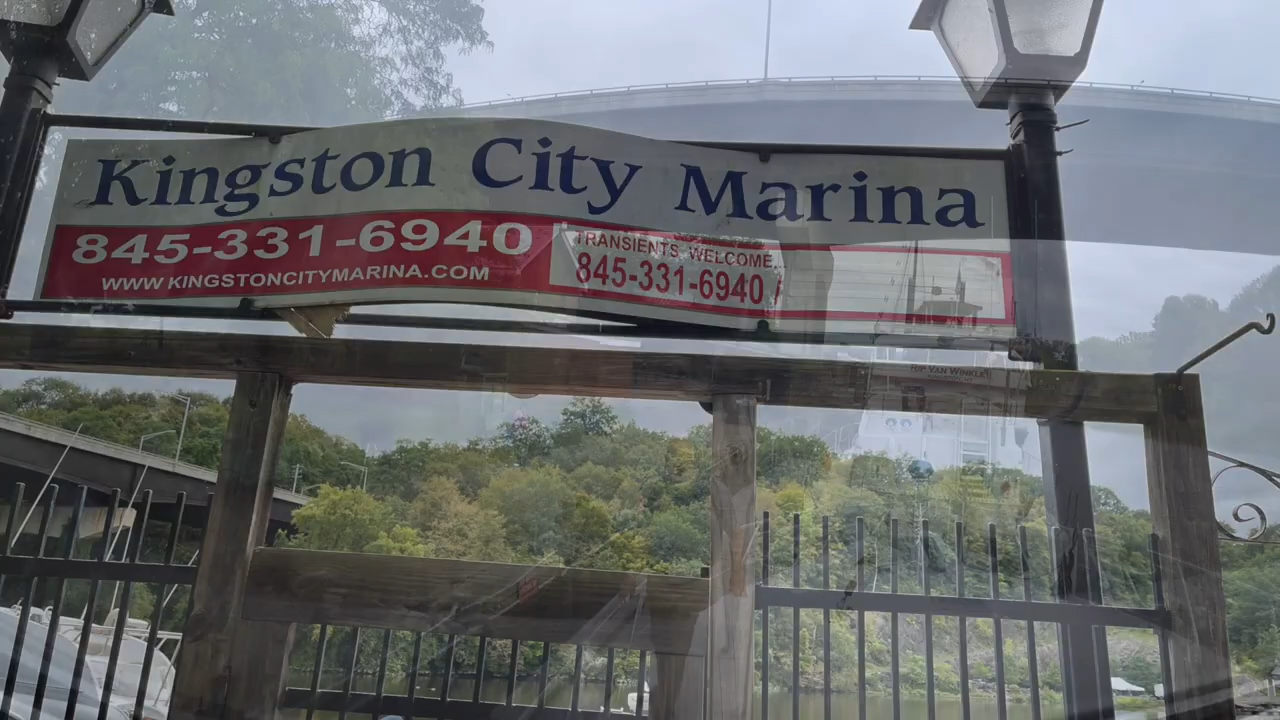 Kingston City Marina
845-331-6940
WWW.KINGSTONCITYMARINA.COM
TRANSIENTS WELCOME
845-331-6940
RIP VAN WINKLE